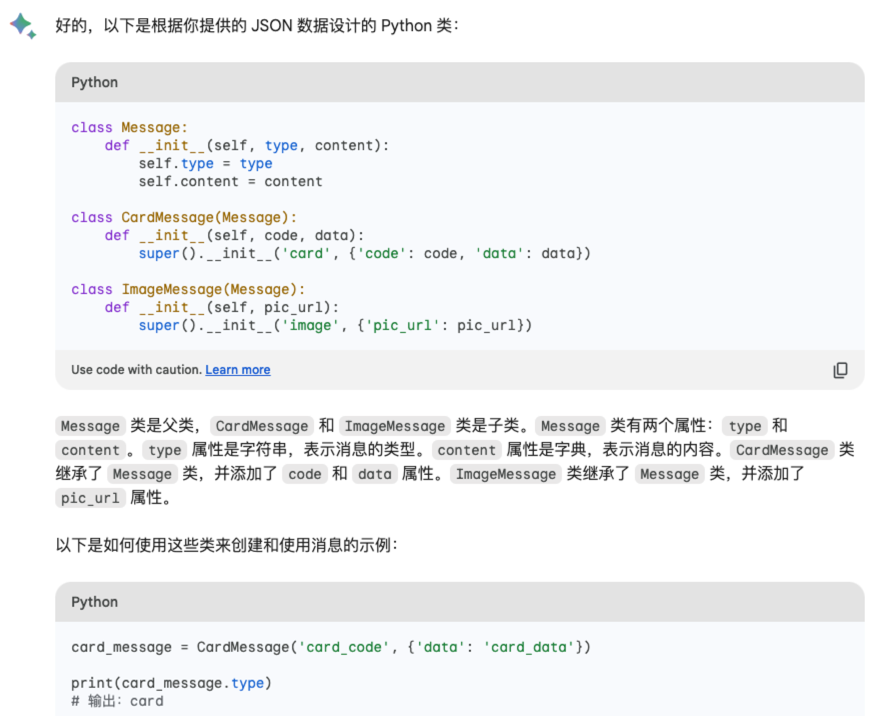 好的，以下是根据你提供的 JSON 数据设计的 Python 类：
Python
class Message:
    def __init__(self, type, content):
        self.type = type
        self.content = content
class CardMessage(Message):
    def __init__(self, code, data):
        super().__init__('card', {'code': code, 'data': data})
class ImageMessage(Message):
    def __init__(self, pic_url):
        super().__init__('image', {'pic_url': pic_url})
Use code with caution. Learn more
Message 类是父类， CardMessage 和 ImageMessage 类是子类。 Message 类有两个属性： type 和
content 。 type 属性是字符串，表示消息的类型。 content 属性是字典，表示消息的内容。 CardMessage 类
继承了 Message 类，并添加了 code 和 data 属性。 ImageMessage 类继承了 Message 类，并添加了
pic_url 属性。
以下是如何使用这些类来创建和使用消息的示例：
Python
card_message = CardMessage('card_code', {'data': 'card_data'})
print(card_message.type)
# 输出：card